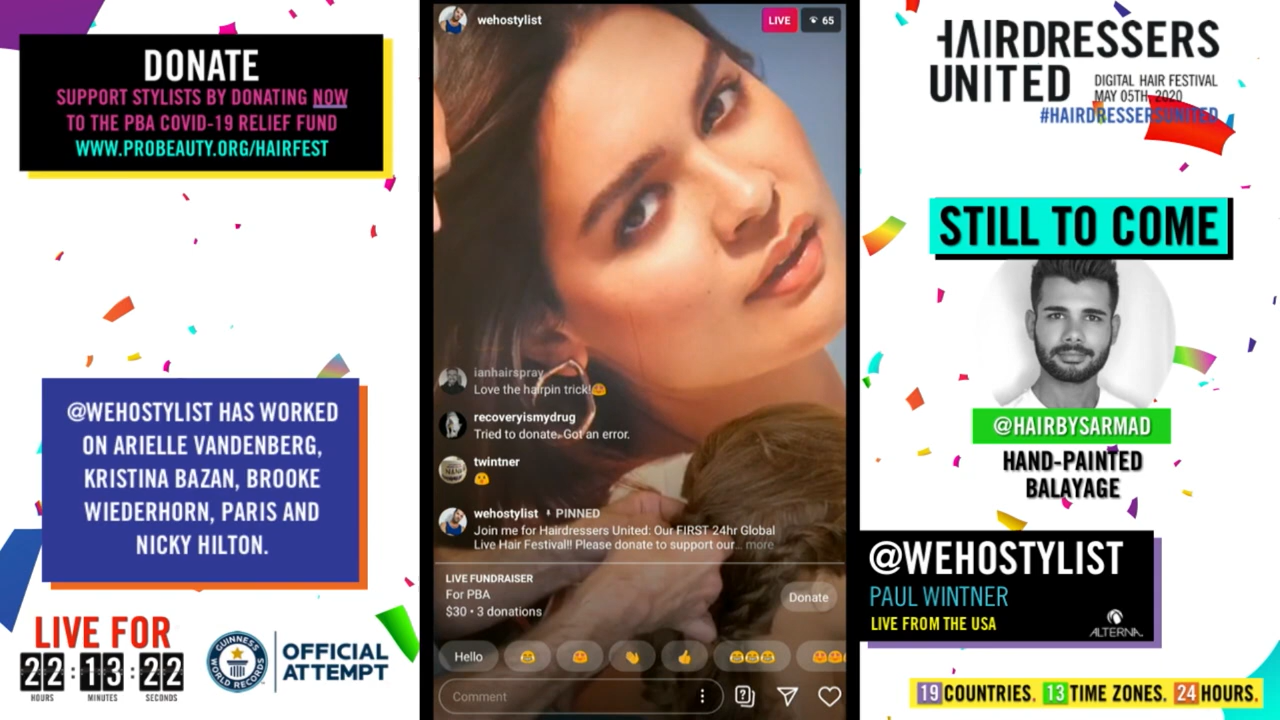 DONATE
SUPPORT STYLISTS BY DONATING NOW
TO THE PBA COVID-19 RELIEF FUND
WWW.PROBEAUTY.ORG/HAIRFEST
@WEHOSTYLIST HAS WORKED
ON ARIELLE VANDENBERG,
KRISTINA BAZAN, BROOKE
WIEDERHORN, PARIS AND
NICKY HILTON.
LIVE FOR
22:13:22
HOURS MINUTES SECONDS
GUINNESS WORLD RECORDS
OFFICIAL
ATTEMPT
wehostylist
LIVE 65
ianhairspray
Love the hairpin trick!🥰
recoveryismydrug
Tried to donate. Got an error.
twintner
wehostylist PINNED
Join me for Hairdressers United: Our FIRST 24hr Global
Live Hair Festival!! Please donate to support our... more
LIVE FUNDRAISER
For PBA
$30 • 3 donations
Donate
Hello
Comment
HAIRDRESSERS
UNITED
DIGITAL HAIR FESTIVAL
MAY 05TH, 2020
#HAIRDRESSERSUNITED
STILL TO COME
@HAIRBYSARMAD
HAND-PAINTED
BALAYAGE
@WEHOSTYLIST
PAUL WINTNER
LIVE FROM THE USA
ALTERNA
19 COUNTRIES. 13 TIME ZONES. 24 HOURS.